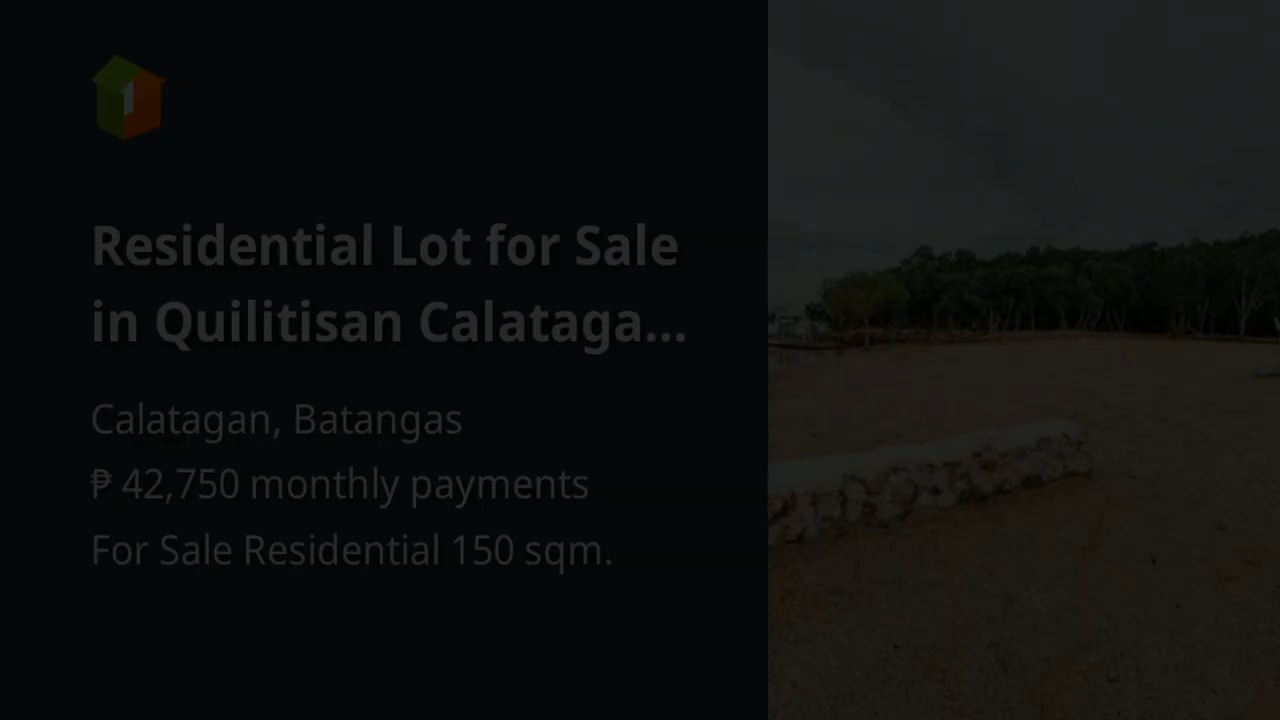 Residential Lot for Sale
in Quilitisan Calataga...
Calatagan, Batangas
₱ 42,750 monthly payments
For Sale Residential 150 sqm.